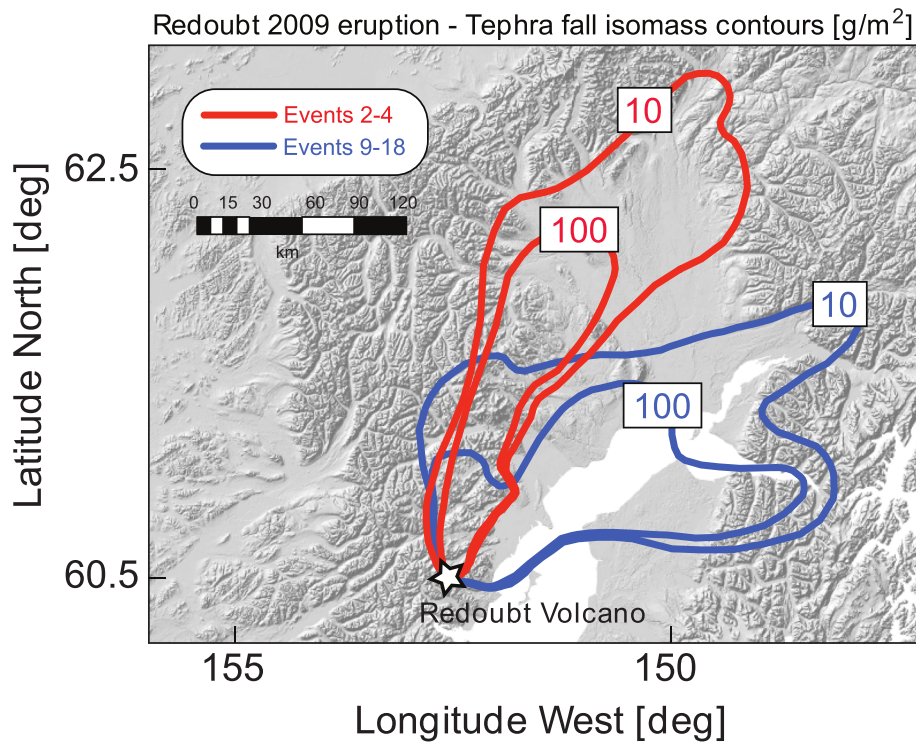 Redoubt 2009 eruption - Tephra fall isomass contours [g/m²]
Events 2-4
Events 9-18
0 15 30 60 90 120
km
10
100
10
100
Redoubt Volcano
62.5
60.5
Latitude North [deg]
155 150
Longitude West [deg]